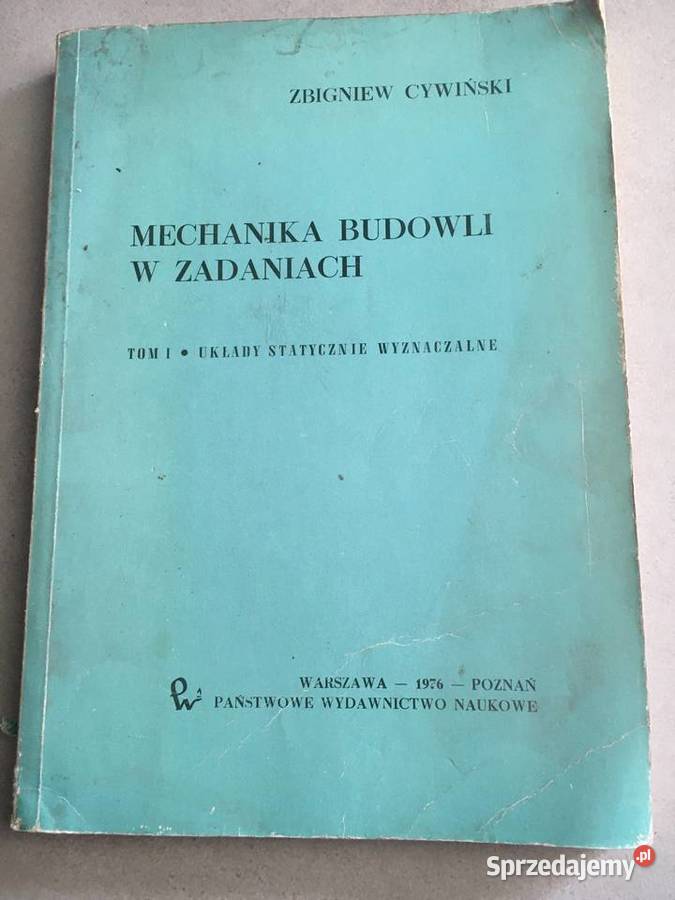 ZBIGNIEW CYWIŃSKI
MECHANIKA BUDOWLI
W ZADANIACH
TOM I • UKŁADY STATYCZNIE WYZNACZALNE
WARSZAWA — 1976 — POZNAŃ
PAŃSTWOWE WYDAWNICTWO NAUKOWE
Sprzedajemy.pl